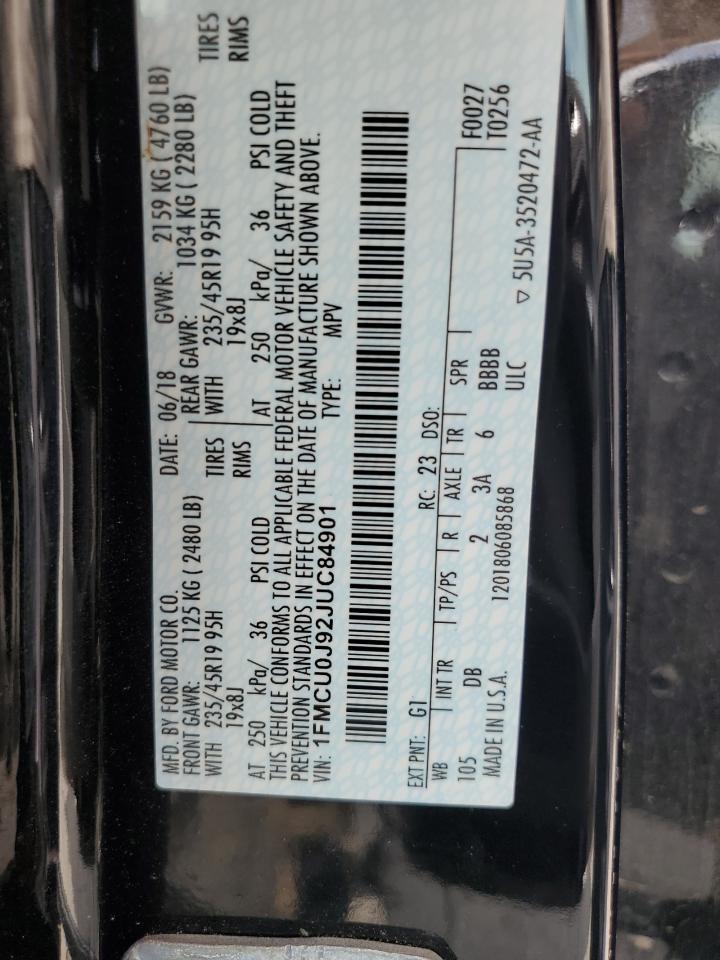 MFD. BY FORD MOTOR CO.
DATE: 06/18 GVWR: 2159 KG ( 4760 LB)
FRONT GAWR: 1125 KG ( 2480 LB) REAR GAWR: 1034 KG ( 2280 LB)
WITH 235/45R19 95H TIRES WITH 235/45R19 95H TIRES
19x8J RIMS 19x8J RIMS
AT 250 kPa/ 36 PSI COLD AT 250 kPa/ 36 PSI COLD
THIS VEHICLE CONFORMS TO ALL APPLICABLE FEDERAL MOTOR VEHICLE SAFETY AND THEFT
PREVENTION STANDARDS IN EFFECT ON THE DATE OF MANUFACTURE SHOWN ABOVE.
VIN: 1FMCU0J92JUC84901 TYPE: MPV
EXT PNT: G1 RC: 23 DSO: F0027
WB INT TR TP/PS R AXLE TR SPR T0256
105 DB 2 3A 6 BBBB
MADE IN U.S.A. 1201806085868 ULC ▽ 5U5A-3520472-AA